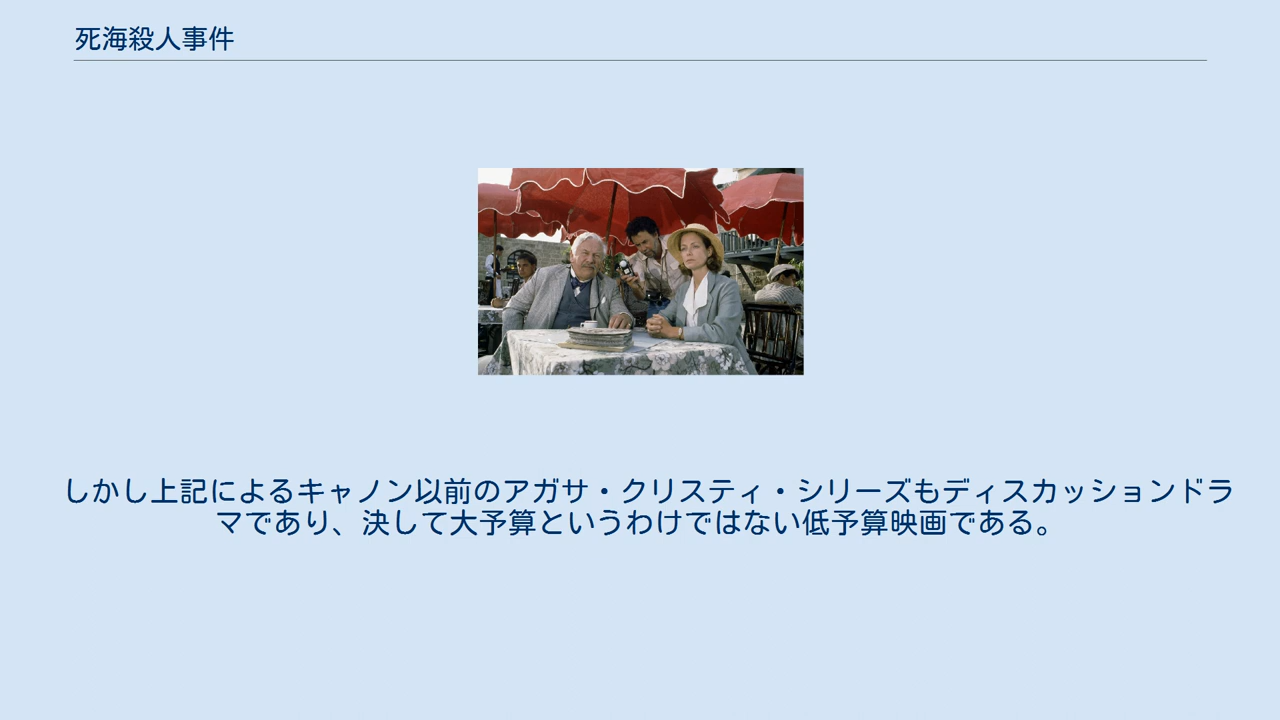 死海殺人事件
しかし上記によるキャノン以前のアガサ・クリスティ・シリーズもディスカッションドラ
マであり、決して大予算というわけではない低予算映画である。